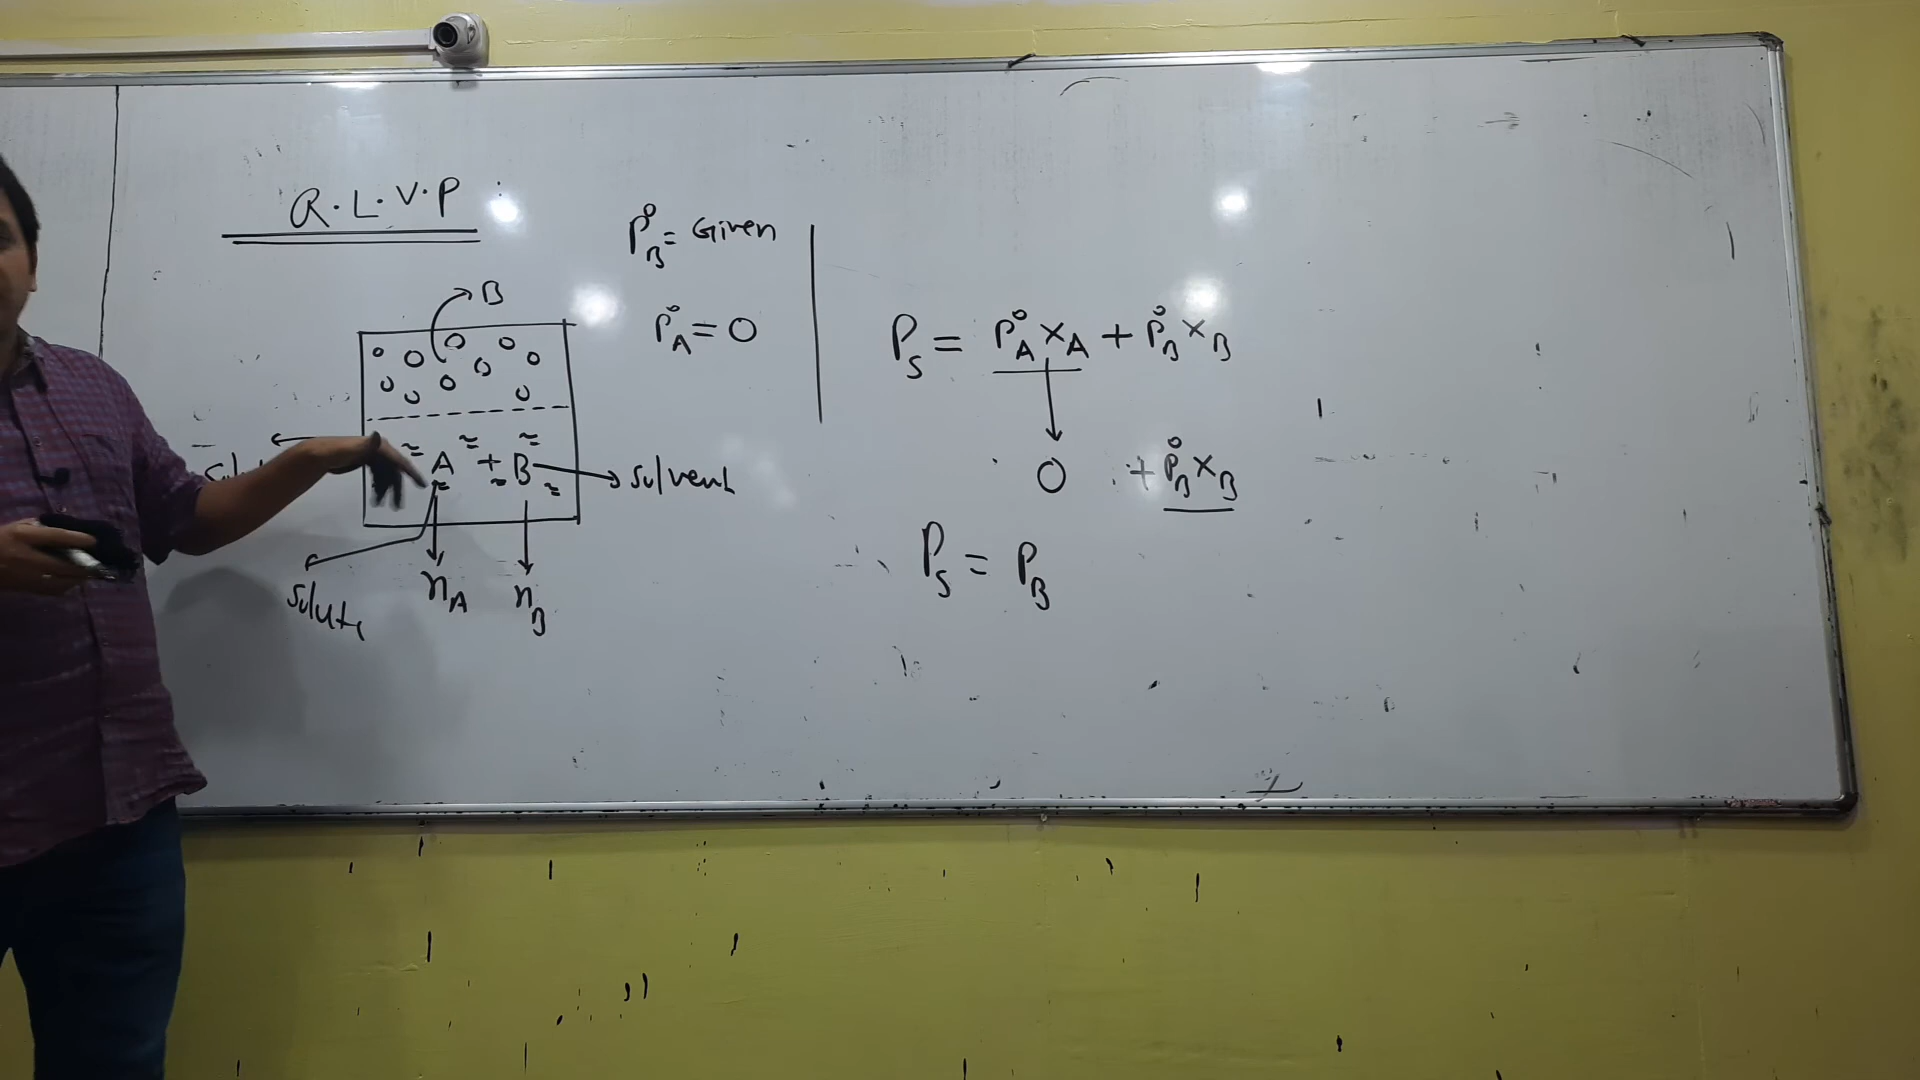 R.L.V.P
P°B = Given
B
P°A = 0
PS = P°A XA + P°B XB
A + B
Solvent
0 + P°B XB
PS = PB
Solute
nA
nB